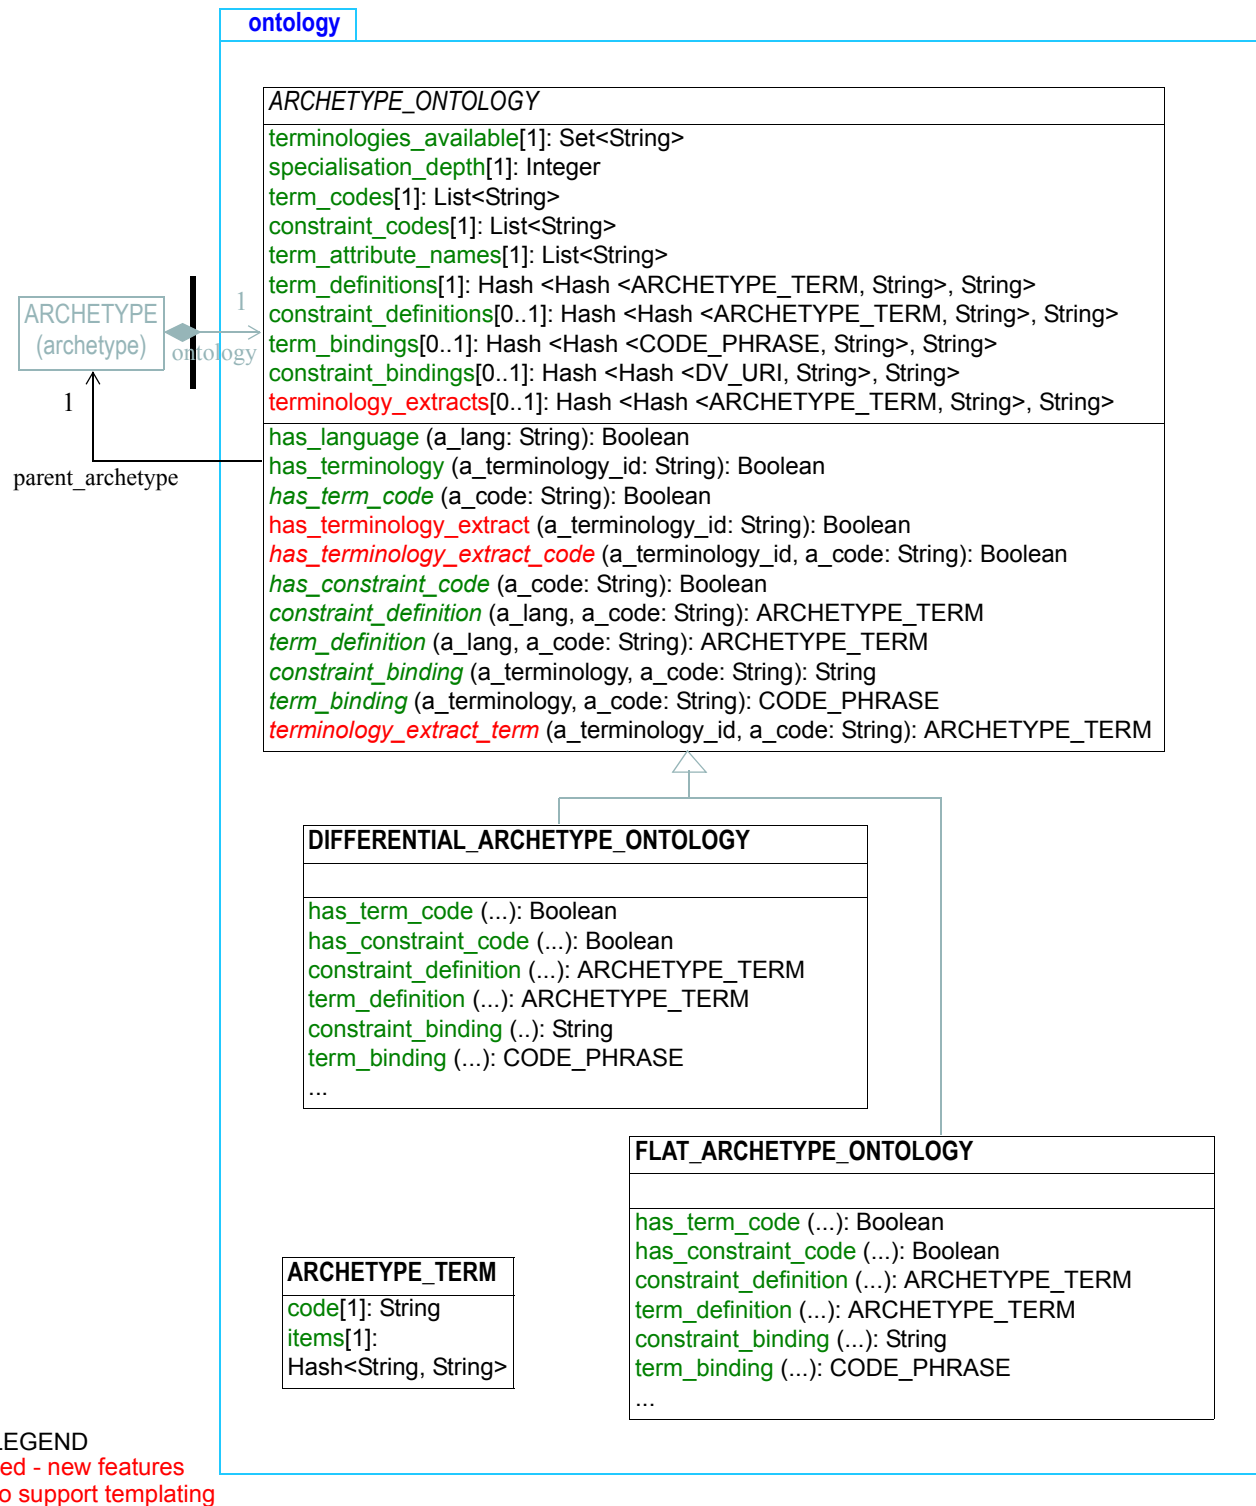 ontology
ARCHETYPE_ONTOLOGY
terminologies_available[1]: Set<String>
specialisation_depth[1]: Integer
term_codes[1]: List<String>
constraint_codes[1]: List<String>
term_attribute_names[1]: List<String>
term_definitions[1]: Hash <Hash <ARCHETYPE_TERM, String>, String>
constraint_definitions[0..1]: Hash <Hash <ARCHETYPE_TERM, String>, String>
term_bindings[0..1]: Hash <Hash <CODE_PHRASE, String>, String>
constraint_bindings[0..1]: Hash <Hash <DV_URI, String>, String>
terminology_extracts[0..1]: Hash <Hash <ARCHETYPE_TERM, String>, String>
has_language (a_lang: String): Boolean
has_terminology (a_terminology_id: String): Boolean
has_term_code (a_code: String): Boolean
has_terminology_extract (a_terminology_id: String): Boolean
has_terminology_extract_code (a_terminology_id, a_code: String): Boolean
has_constraint_code (a_code: String): Boolean
constraint_definition (a_lang, a_code: String): ARCHETYPE_TERM
term_definition (a_lang, a_code: String): ARCHETYPE_TERM
constraint_binding (a_terminology, a_code: String): String
term_binding (a_terminology, a_code: String): CODE_PHRASE
terminology_extract_term (a_terminology_id, a_code: String): ARCHETYPE_TERM
ARCHETYPE
(archetype)
1
ontology
1
parent_archetype
DIFFERENTIAL_ARCHETYPE_ONTOLOGY
has_term_code (...): Boolean
has_constraint_code (...): Boolean
constraint_definition (...): ARCHETYPE_TERM
term_definition (...): ARCHETYPE_TERM
constraint_binding (..): String
term_binding (...): CODE_PHRASE
...
FLAT_ARCHETYPE_ONTOLOGY
has_term_code (...): Boolean
has_constraint_code (...): Boolean
constraint_definition (...): ARCHETYPE_TERM
term_definition (...): ARCHETYPE_TERM
constraint_binding (...): String
term_binding (...): CODE_PHRASE
...
ARCHETYPE_TERM
code[1]: String
items[1]:
Hash<String, String>
LEGEND
ed - new features
o support templating